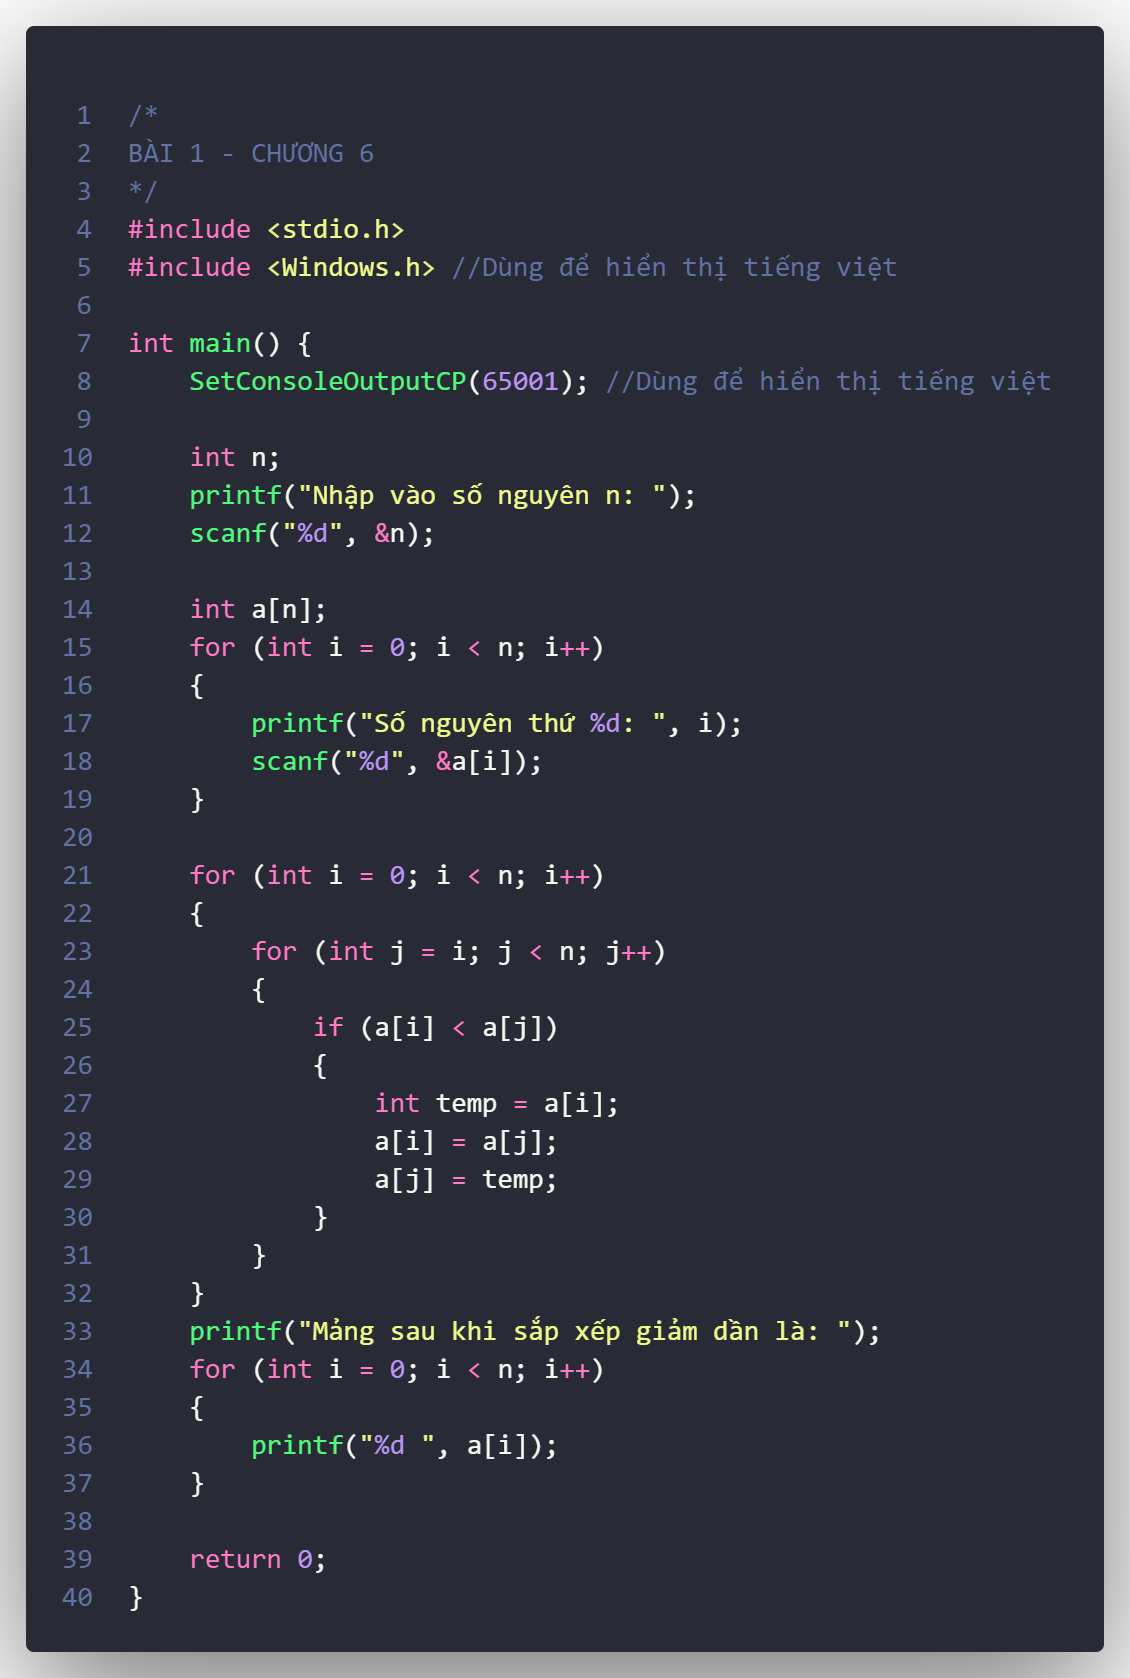 1 /*
2 BÀI 1 - CHƯƠNG 6
3 */
4 #include <stdio.h>
5 #include <Windows.h> //Dùng để hiển thị tiếng việt
6
7 int main() {
8     SetConsoleOutputCP(65001); //Dùng để hiển thị tiếng việt
9
10     int n;
11     printf("Nhập vào số nguyên n: ");
12     scanf("%d", &n);
13
14     int a[n];
15     for (int i = 0; i < n; i++)
16     {
17         printf("Số nguyên thứ %d: ", i);
18         scanf("%d", &a[i]);
19     }
20
21     for (int i = 0; i < n; i++)
22     {
23         for (int j = i; j < n; j++)
24         {
25             if (a[i] < a[j])
26             {
27                 int temp = a[i];
28                 a[i] = a[j];
29                 a[j] = temp;
30             }
31         }
32     }
33     printf("Mảng sau khi sắp xếp giảm dần là: ");
34     for (int i = 0; i < n; i++)
35     {
36         printf("%d ", a[i]);
37     }
38
39     return 0;
40 }